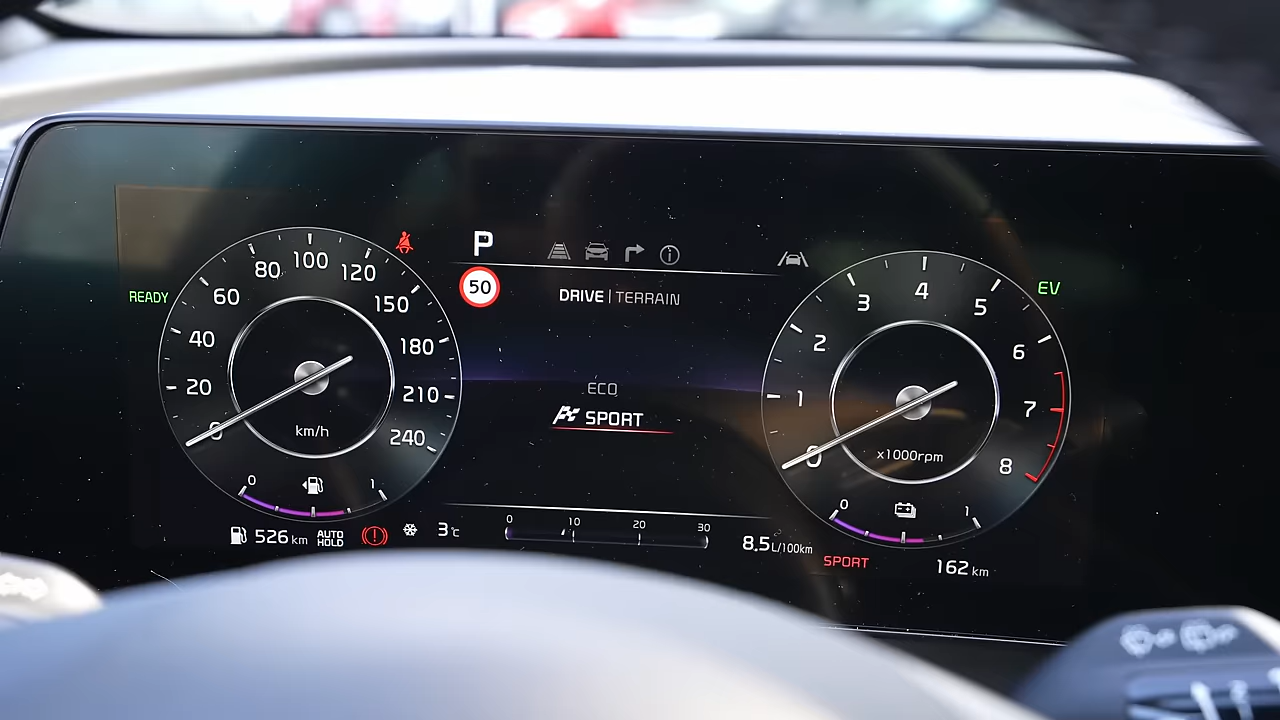 P
50
DRIVE | TERRAIN
READY
EV
0
20
40
60
80
100
120
150
180
210
240
km/h
0 1
ECO
SPORT
0
1
2
3
4
5
6
7
8
x1000rpm
0 1
526 km
AUTO HOLD
3°C
0 10 20 30
8.5 L/100km
SPORT
162 km